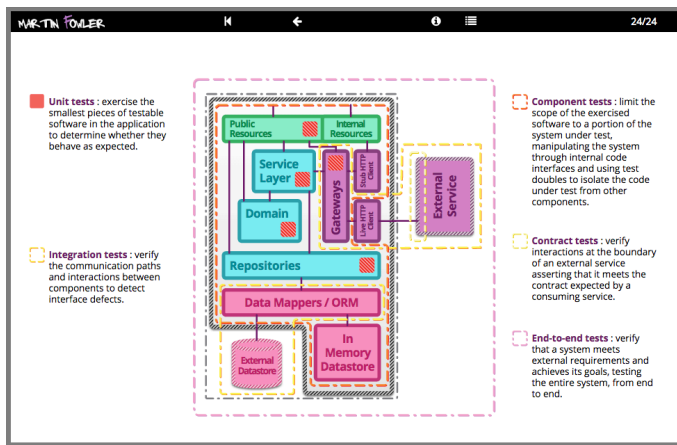 MARTIN FOWLER
24/24
Unit tests : exercise the
smallest pieces of testable
software in the application
to determine whether they
behave as expected.
Integration tests : verify
the communication paths
and interactions between
components to detect
interface defects.
Public
Resources
Internal
Resources
Service
Layer
Domain
Gateways
Stub HTTP
Client
Live HTTP
Client
External
Service
Repositories
Data Mappers / ORM
External
Datastore
In
Memory
Datastore
Component tests : limit the
scope of the exercised
software to a portion of the
system under test,
manipulating the system
through internal code
interfaces and using test
doubles to isolate the code
under test from other
components.
Contract tests : verify
interactions at the boundary
of an external service
asserting that it meets the
contract expected by a
consuming service.
End-to-end tests : verify
that a system meets
external requirements and
achieves its goals, testing
the entire system, from end
to end.